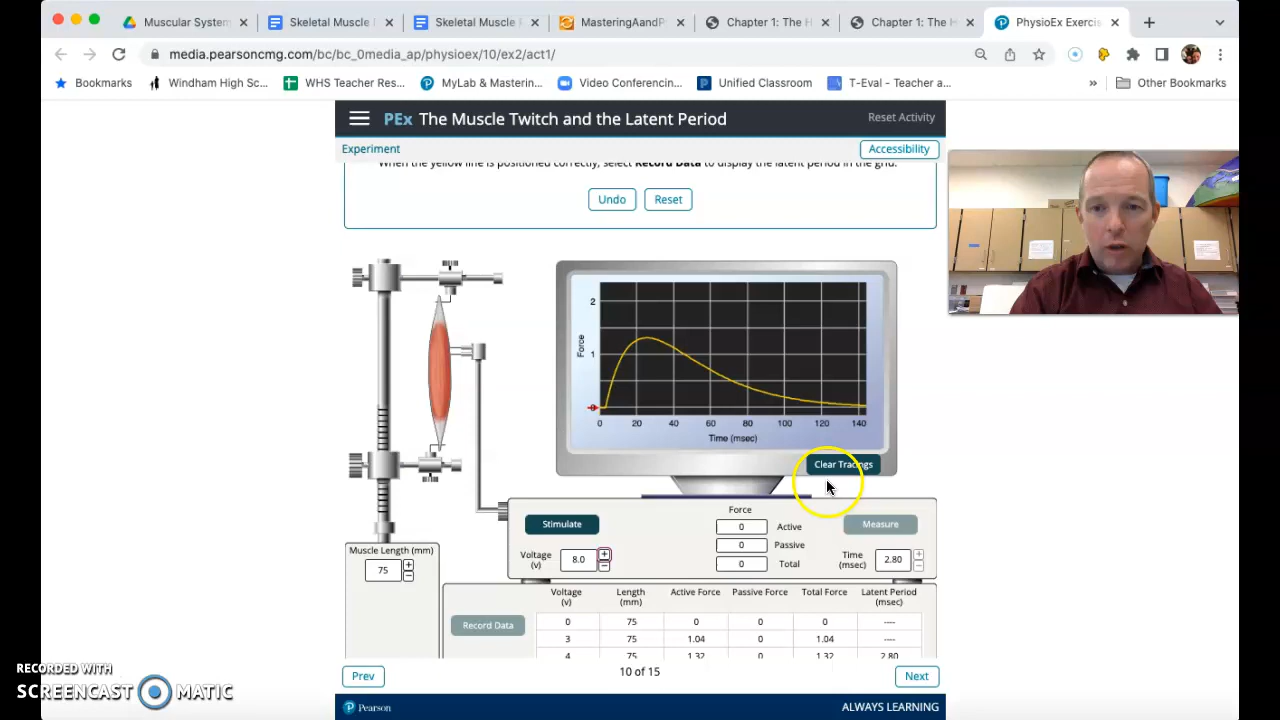 Muscular System
Skeletal Muscle
Skeletal Muscle
MasteringAandP
Chapter 1: The H
Chapter 1: The H
PhysioEx Exercis
media.pearsoncmg.com/bc/bc_0media_ap/physioex/10/ex2/act1/
Bookmarks
Windham High Sc...
WHS Teacher Res...
MyLab & Mastering...
Video Conferencing...
Unified Classroom
T-Eval - Teacher a...
»
Other Bookmarks
PEx The Muscle Twitch and the Latent Period
Reset Activity
Experiment
Accessibility
When the yellow line is positioned correctly, select Record Data to display the latent period in the grid.
Undo
Reset
2
1
0
Force
0 20 40 60 80 100 120 140
Time (msec)
Clear Tracings
Stimulate
Voltage (v)
8.0
Force
0 Active
0 Passive
0 Total
Measure
Time (msec)
2.80
Muscle Length (mm)
75
Record Data
Voltage (v) Length (mm) Active Force Passive Force Total Force Latent Period (msec)
0 75 0 0 0 ----
3 75 1.04 0 1.04 ----
4 75 1.32 0 1.32 2.80
Prev
10 of 15
Next
Pearson
ALWAYS LEARNING
RECORDED WITH
SCREENCAST MATIC